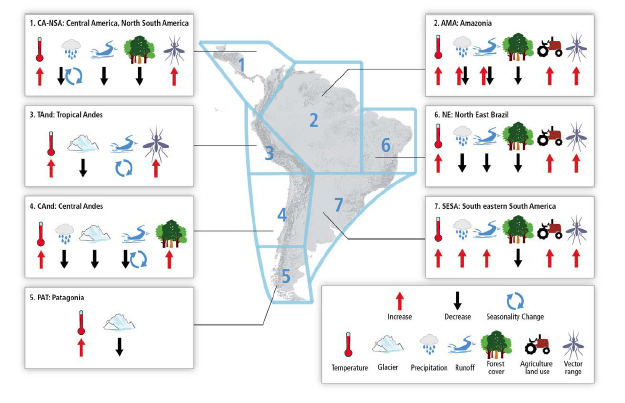 1. CA-NSA: Central America, North South America
2. AMA: Amazonia
3. TAnd: Tropical Andes
6. NE: North East Brazil
4. CAnd: Central Andes
7. SESA: South eastern South America
5. PAT: Patagonia
1
2
3
6
4
7
5
Increase
Decrease
Seasonality Change
Temperature
Glacier
Precipitation
Runoff
Forest
cover
Agriculture
land use
Vector
range